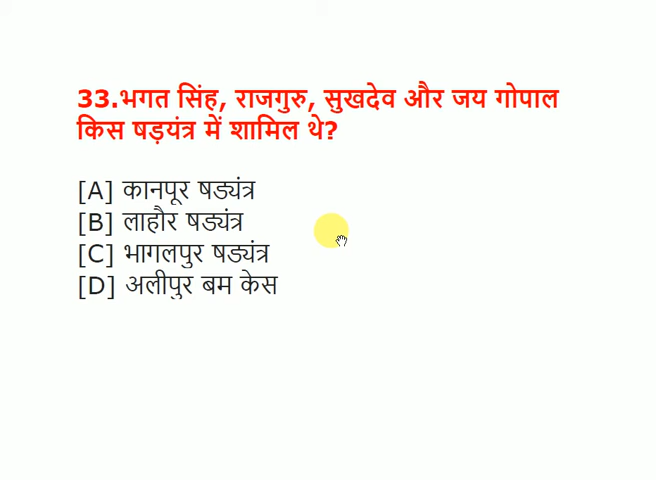 33.भगत सिंह, राजगुरु, सुखदेव और जय गोपाल
किस षड़यंत्र में शामिल थे?
[A] कानपूर षड्यंत्र
[B] लाहौर षड्यंत्र
[C] भागलपुर षड्यंत्र
[D] अलीपुर बम केस